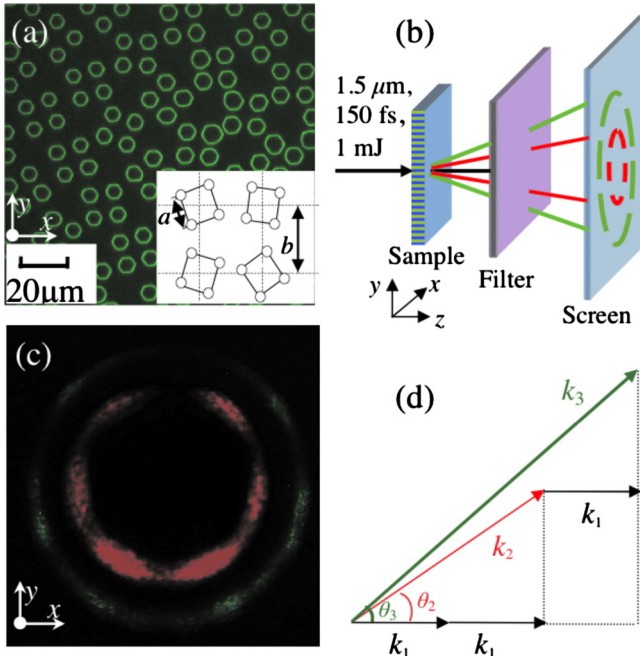 (a)
y
x
20μm
a
b
(b)
1.5 μm,
150 fs,
1 mJ
Sample
Filter
Screen
y
x
z
(c)
y
x
(d)
k₃
k₂
k₁
θ₃
θ₂
k₁
k₁